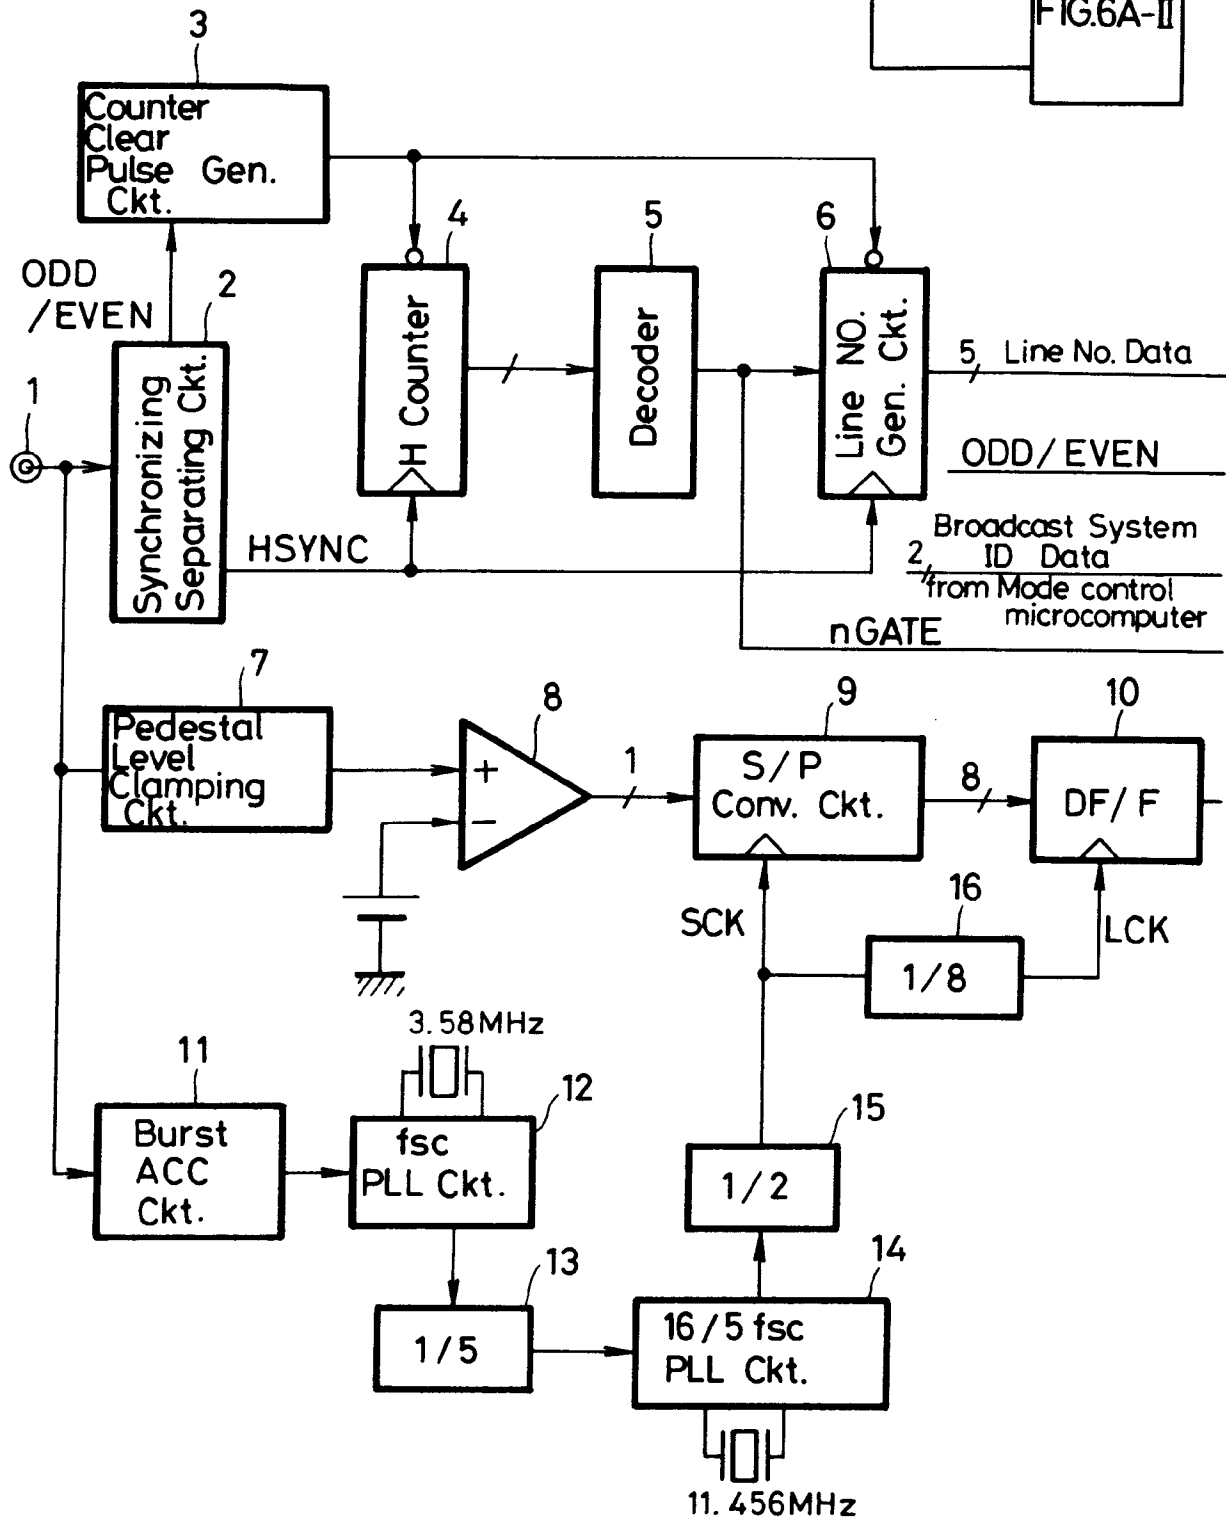 FIG.6A-II
3
Counter
Clear
Pulse Gen.
Ckt.
ODD
/EVEN
2
1
Synchronizing
Separating Ckt.
4
H Counter
5
Decoder
6
Line NO.
Gen. Ckt.
5 Line No. Data
ODD/EVEN
Broadcast System
2 ID Data
from Mode control
microcomputer
HSYNC
nGATE
7
Pedestal
Level
Clamping
Ckt.
8
+
−
1
9
S/P
Conv. Ckt.
8
10
DF/F
SCK
16
1/8
LCK
3.58MHz
11
Burst
ACC
Ckt.
12
fsc
PLL Ckt.
15
1/2
13
1/5
14
16/5 fsc
PLL Ckt.
11.456MHz